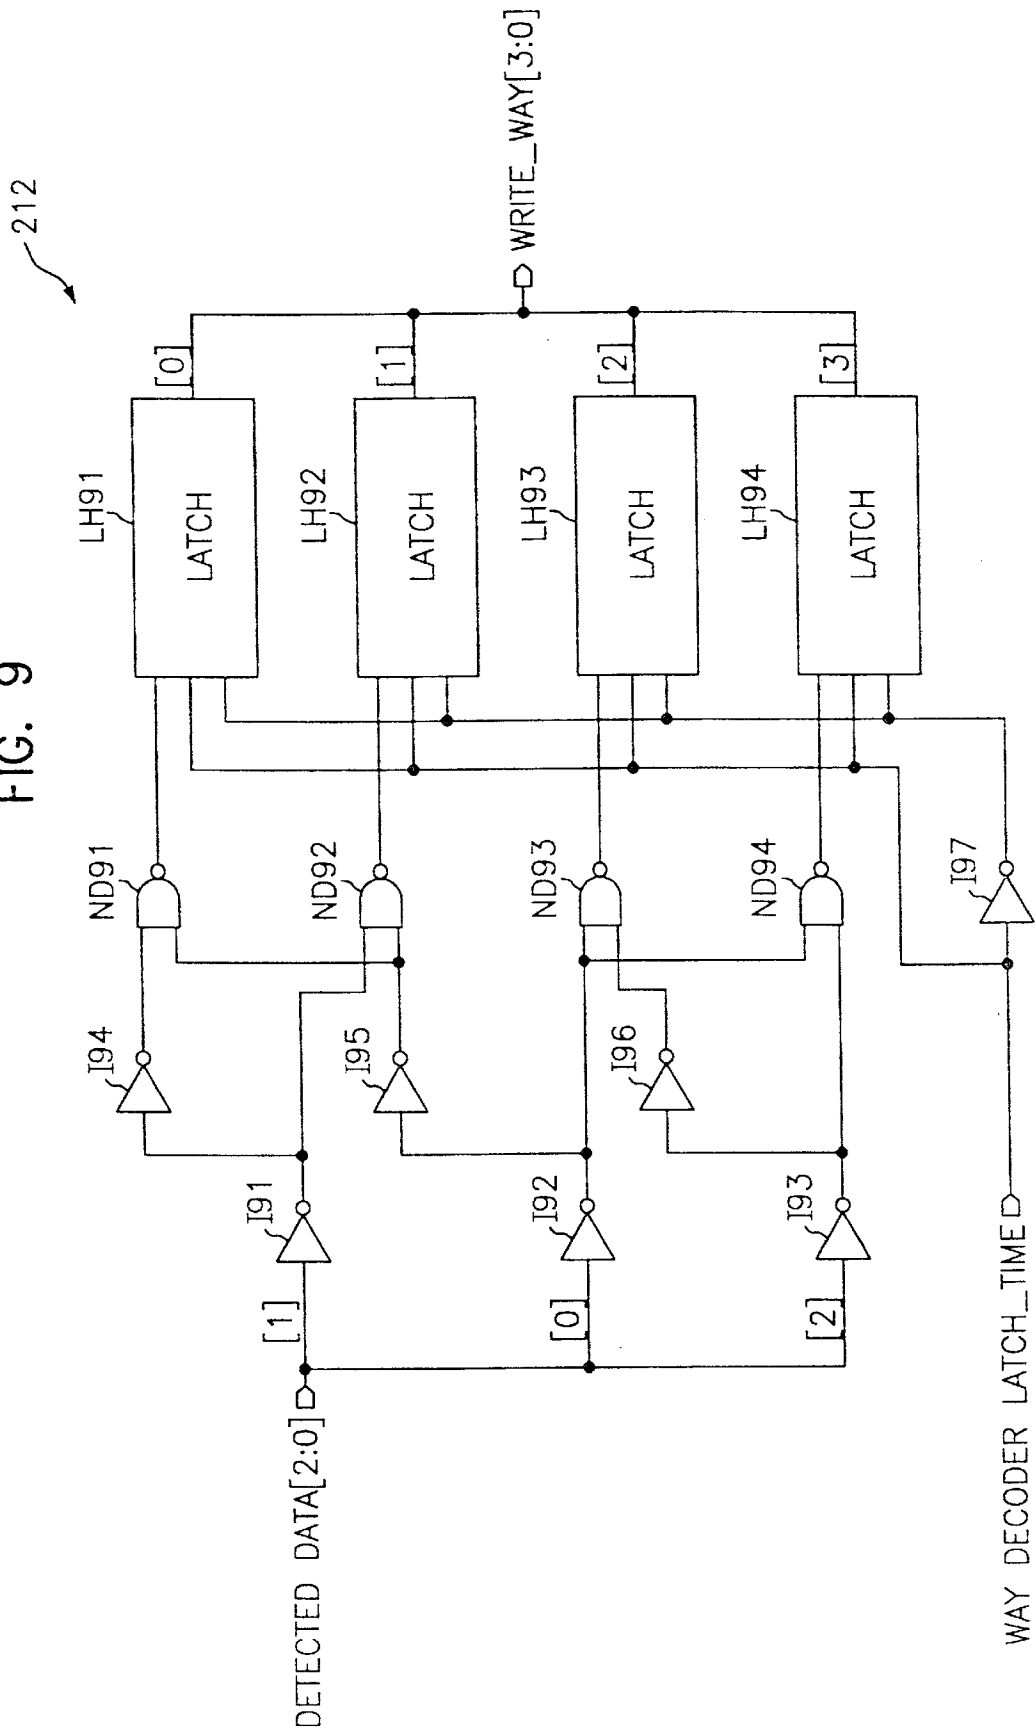 FIG. 9
212
DETECTED DATA[2:0]
[1]
[0]
[2]
I91
I92
I93
I94
I95
I96
ND91
ND92
ND93
ND94
I97
LH91
LATCH
LH92
LATCH
LH93
LATCH
LH94
LATCH
[0]
[1]
[2]
[3]
WRITE_WAY[3:0]
WAY DECODER LATCH_TIME